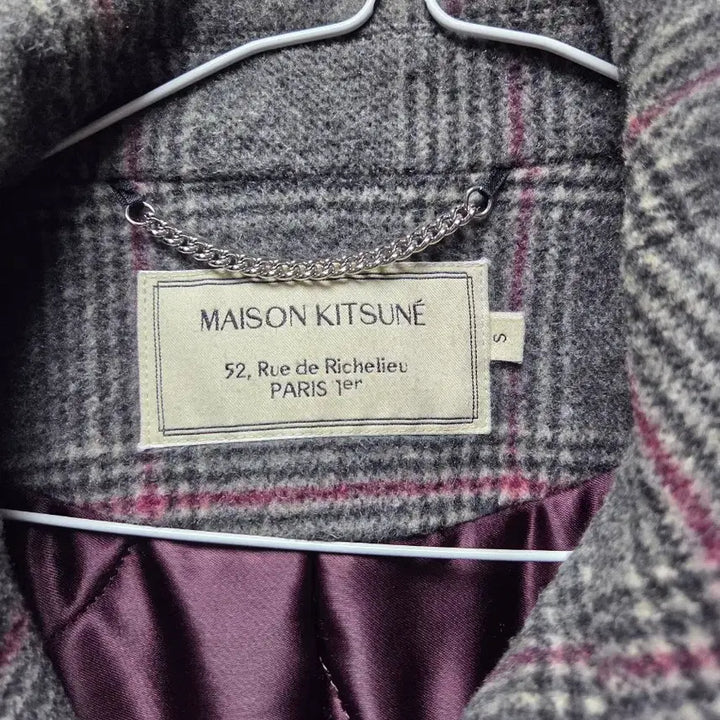 MAISON KITSUNÉ
52, Rue de Richelieu
PARIS 1er
S